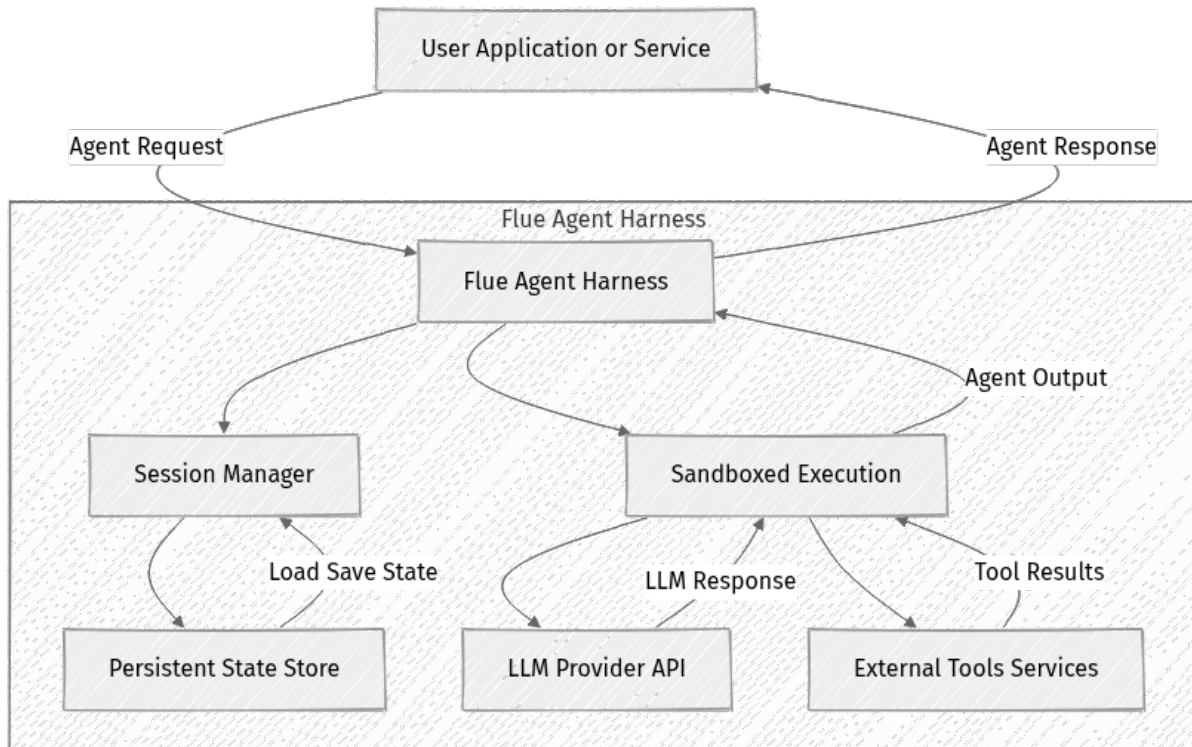 User Application or Service
Agent Request
Agent Response
Flue Agent Harness
Flue Agent Harness
Agent Output
Session Manager
Sandboxed Execution
Load Save State
LLM Response
Tool Results
Persistent State Store
LLM Provider API
External Tools Services